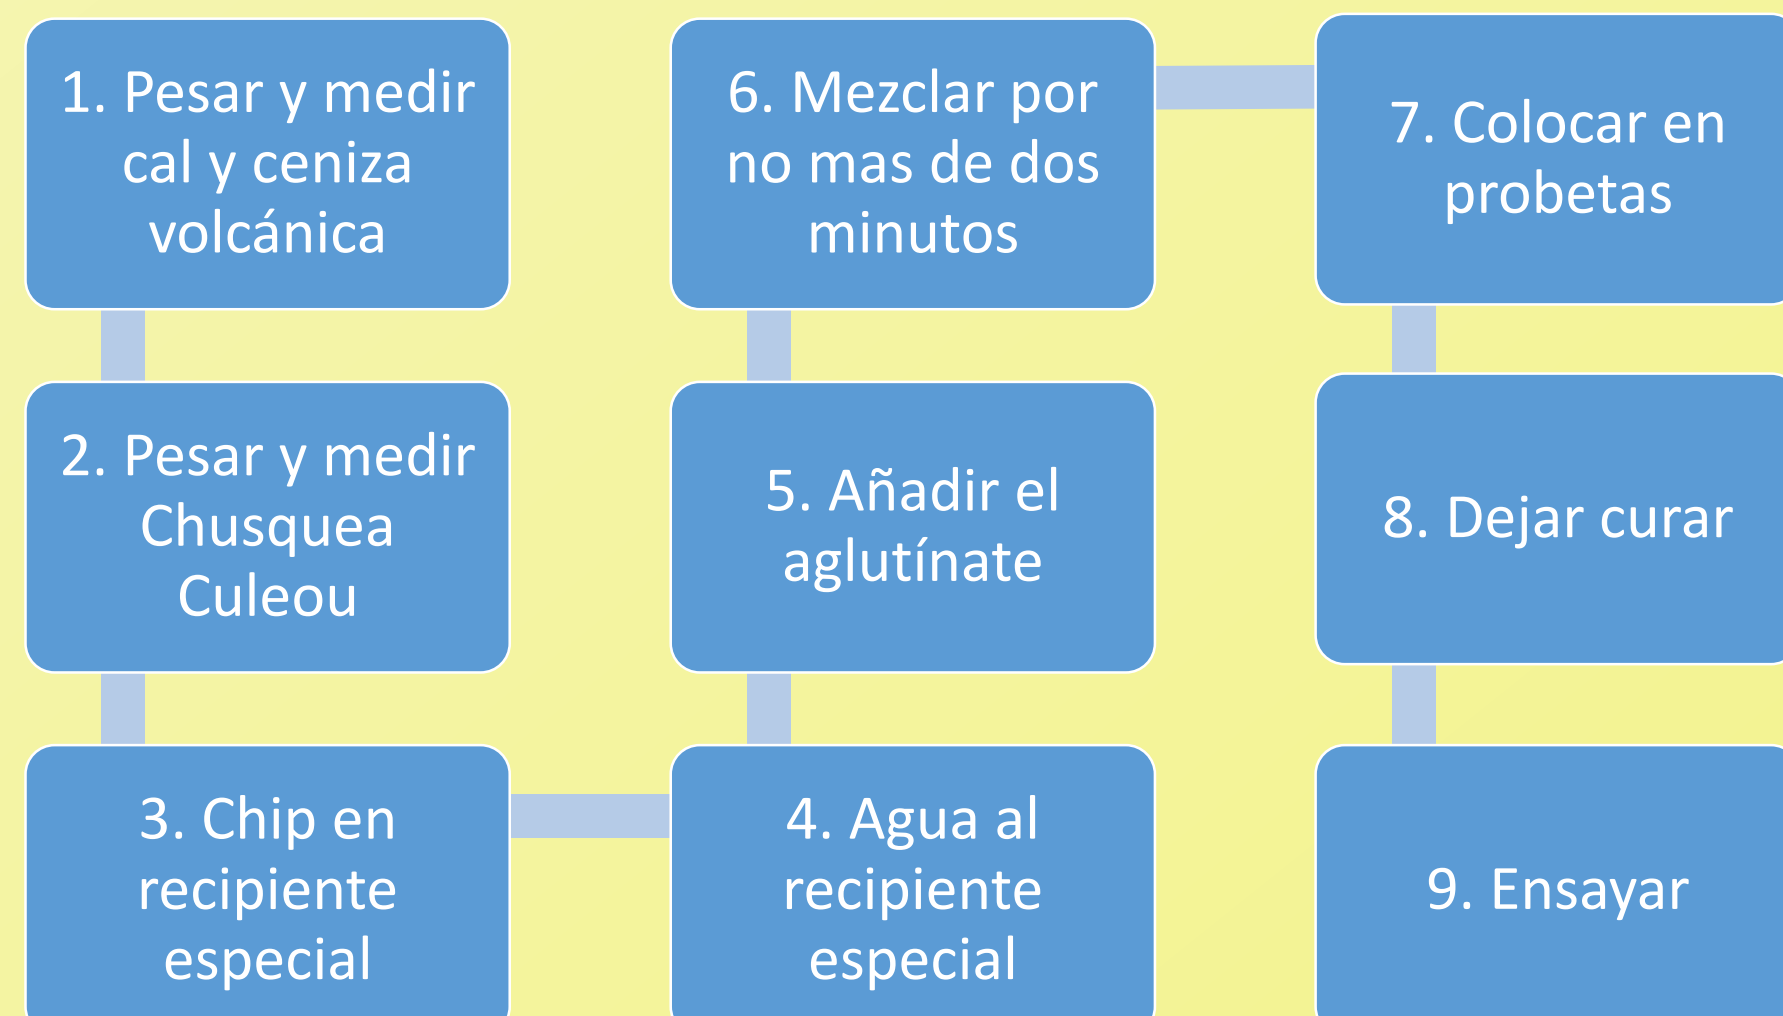 1. Pesar y medir
cal y ceniza
volcánica
2. Pesar y medir
Chusquea
Culeou
3. Chip en
recipiente
especial
4. Agua al
recipiente
especial
5. Añadir el
aglutínate
6. Mezclar por
no mas de dos
minutos
7. Colocar en
probetas
8. Dejar curar
9. Ensayar